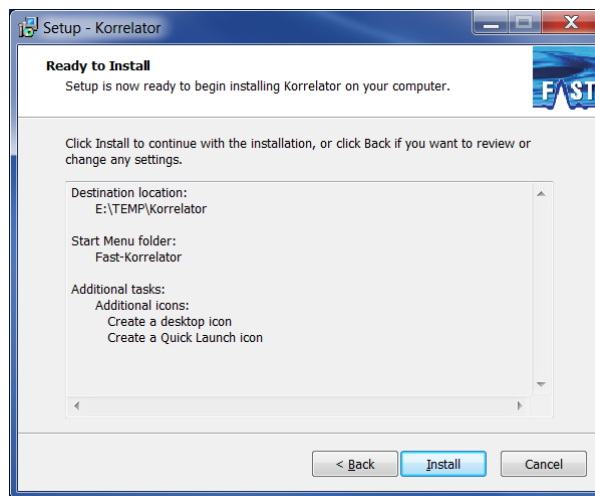 Setup - Korrelator
Ready to Install
Setup is now ready to begin installing Korrelator on your computer.
FAST
Click Install to continue with the installation, or click Back if you want to review or
change any settings.
Destination location:
E:\TEMP\Korrelator
Start Menu folder:
Fast-Korrelator
Additional tasks:
Additional icons:
Create a desktop icon
Create a Quick Launch icon
< Back
Install
Cancel